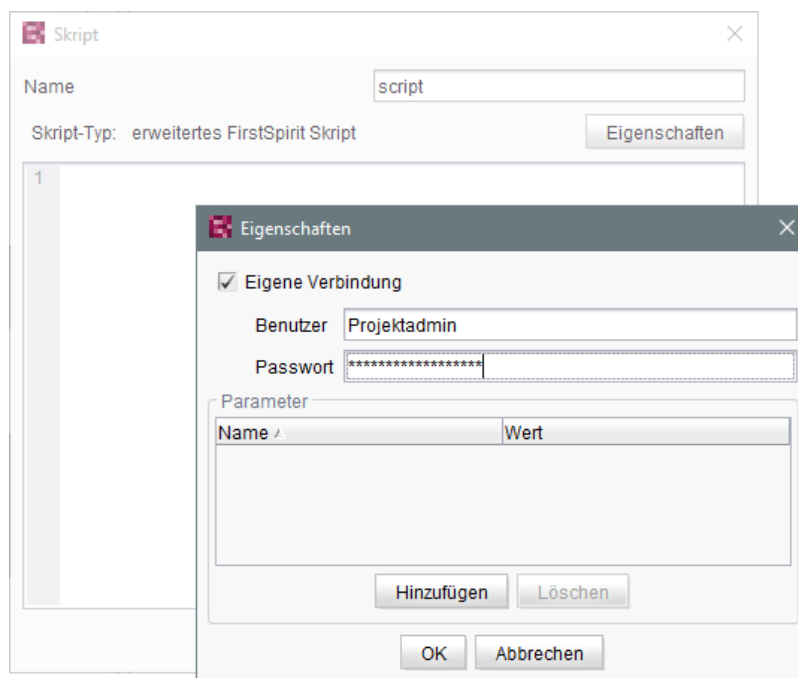 Skript
Name script
Skript-Typ: erweitertes FirstSpirit Skript Eigenschaften
1
Eigenschaften
Eigene Verbindung
Benutzer Projektadmin
Passwort ******************
Parameter
Name Wert
Hinzufügen Löschen
OK Abbrechen